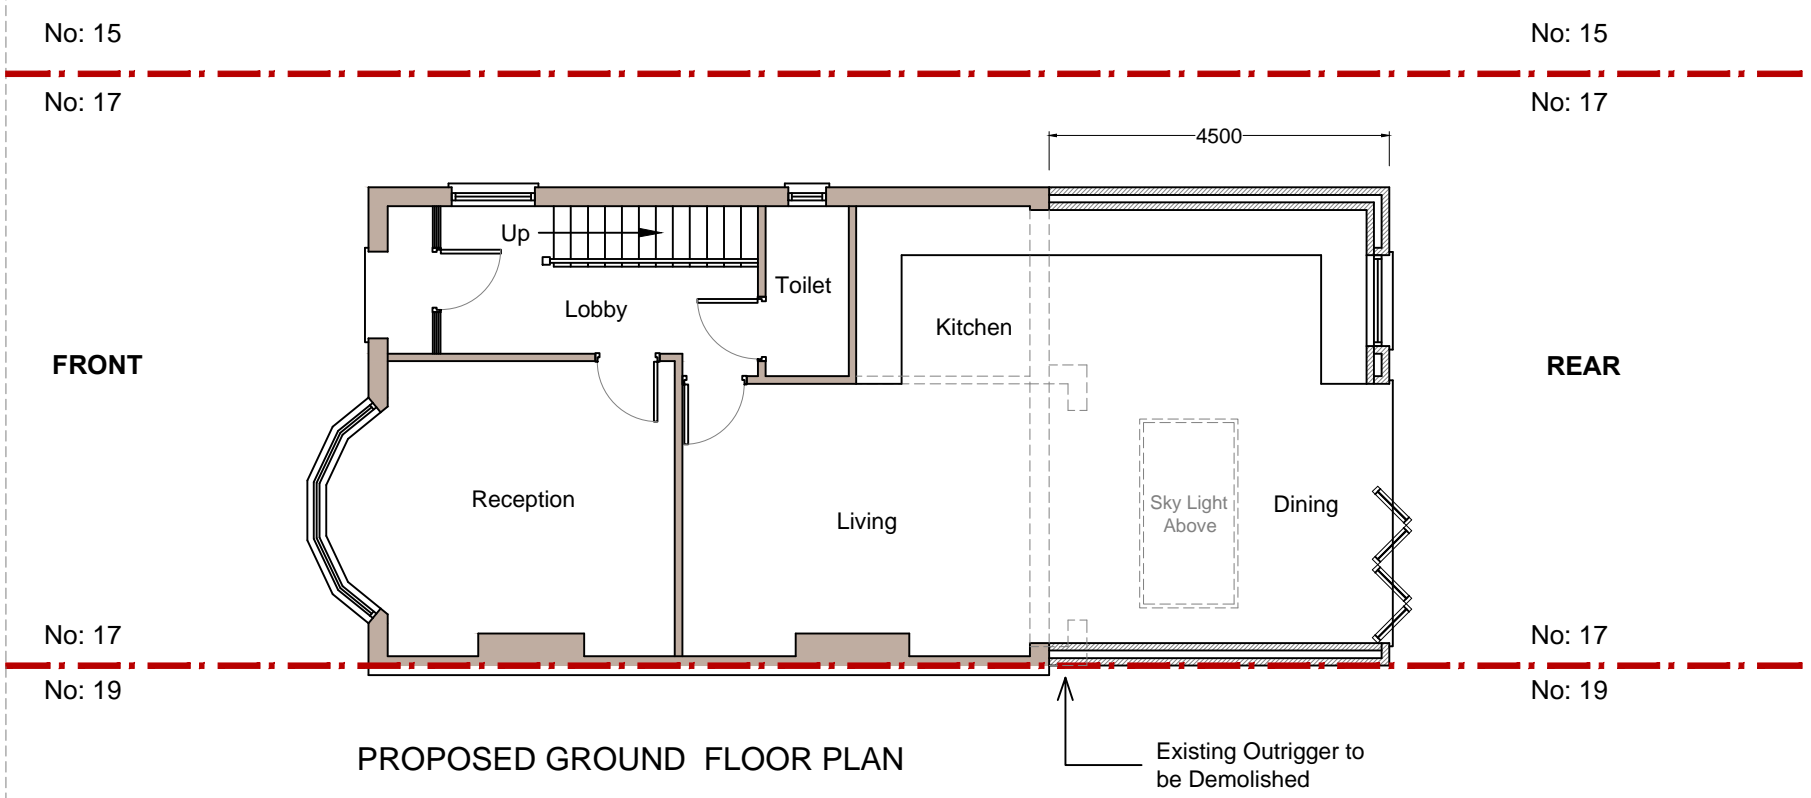 No: 15
No: 15
No: 17
No: 17
4500
Up
Toilet
Lobby
Kitchen
FRONT
REAR
Reception
Living
Sky Light
Above
Dining
No: 17
No: 17
No: 19
No: 19
PROPOSED GROUND FLOOR PLAN
Existing Outrigger to
be Demolished